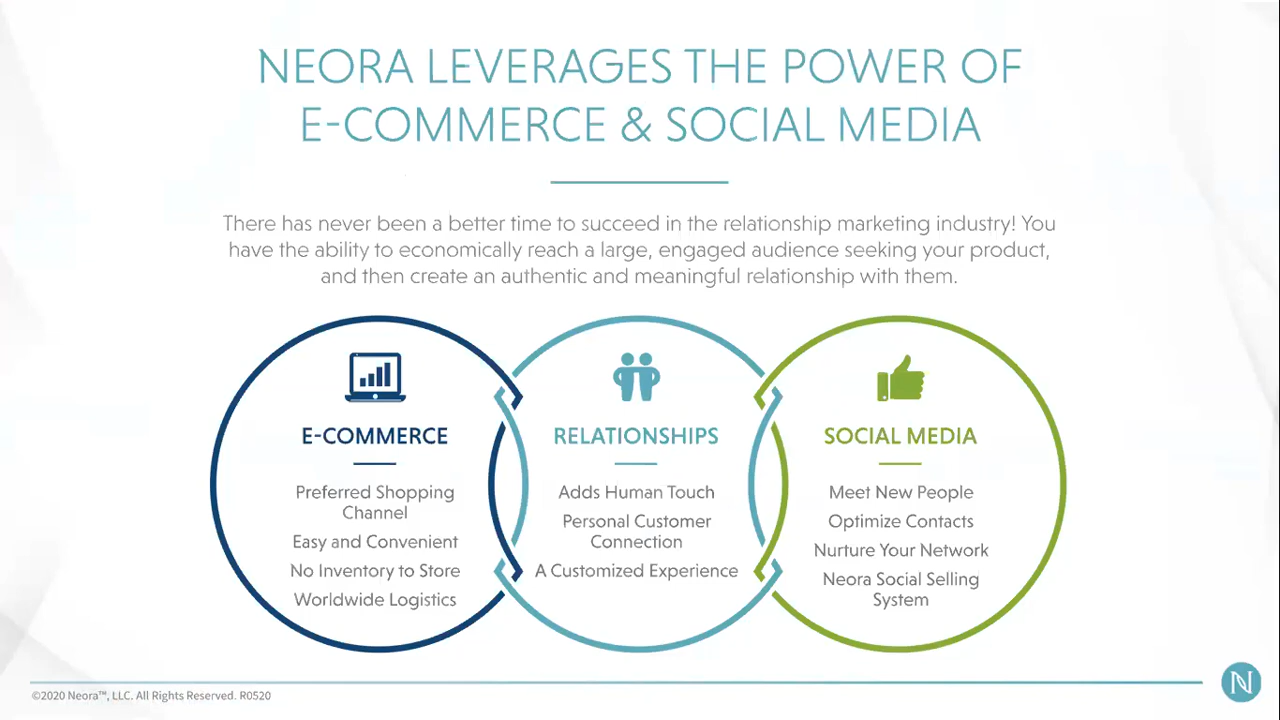 NEORA LEVERAGES THE POWER OF
E-COMMERCE & SOCIAL MEDIA
There has never been a better time to succeed in the relationship marketing industry! You
have the ability to economically reach a large, engaged audience seeking your product,
and then create an authentic and meaningful relationship with them.
E-COMMERCE
Preferred Shopping
Channel
Easy and Convenient
No Inventory to Store
Worldwide Logistics
RELATIONSHIPS
Adds Human Touch
Personal Customer
Connection
A Customized Experience
SOCIAL MEDIA
Meet New People
Optimize Contacts
Nurture Your Network
Neora Social Selling
System
©2020 Neora™, LLC. All Rights Reserved. R0520
N